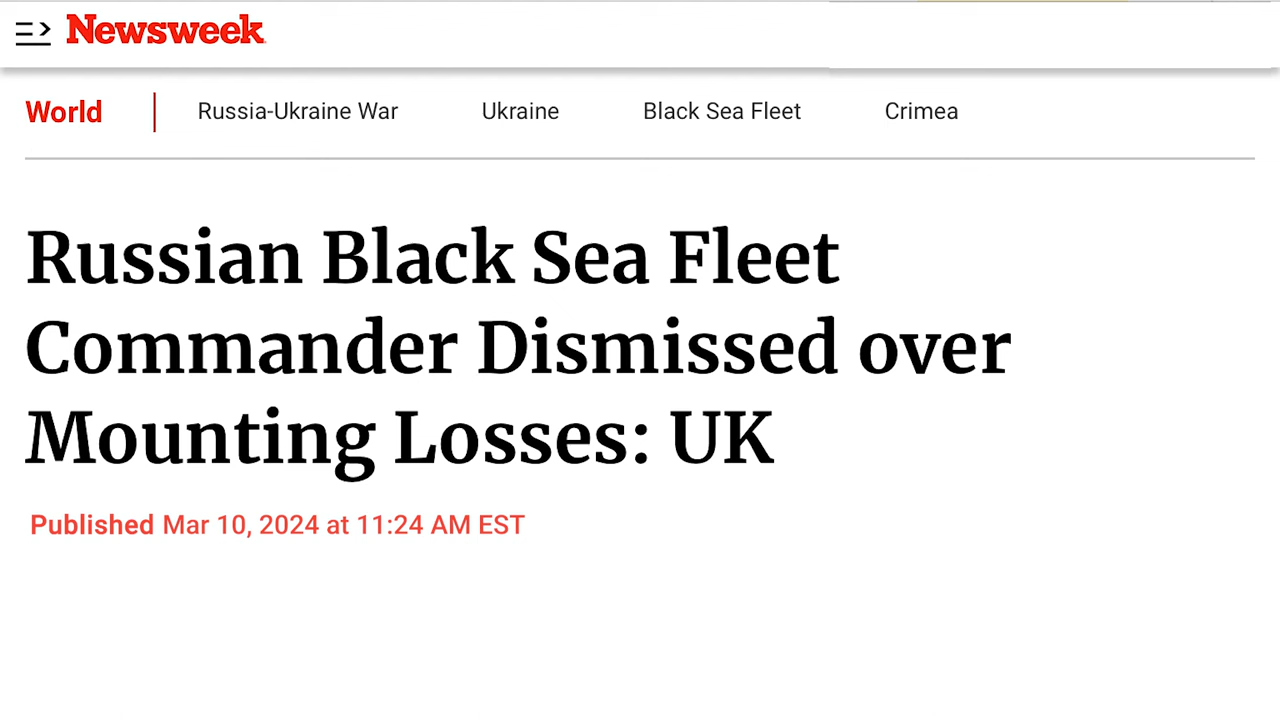 Newsweek
World
Russia-Ukraine War
Ukraine
Black Sea Fleet
Crimea
Russian Black Sea Fleet
Commander Dismissed over
Mounting Losses: UK
Published Mar 10, 2024 at 11:24 AM EST